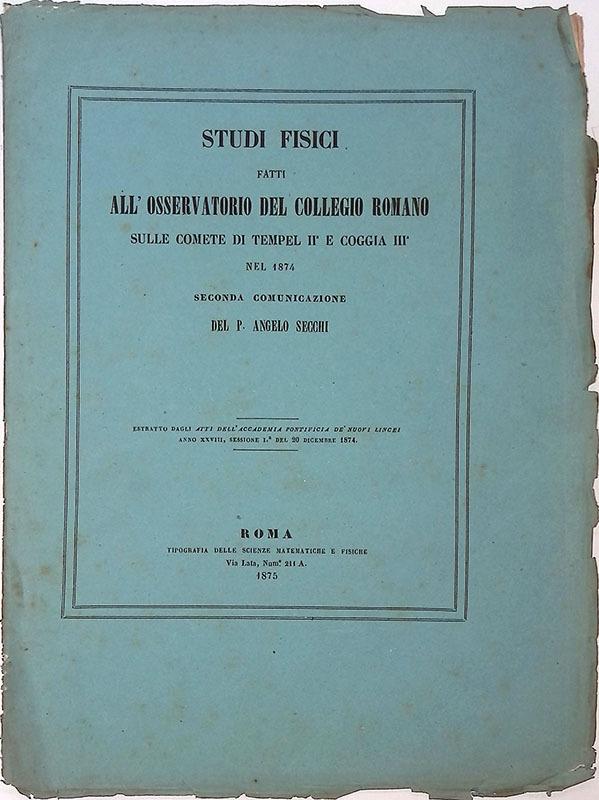 STUDI FISICI
FATTI
ALL' OSSERVATORIO DEL COLLEGIO ROMANO
SULLE COMETE DI TEMPEL IIª E COGGIA IIIª
NEL 1874
SECONDA COMUNICAZIONE
DEL P. ANGELO SECCHI
ESTRATTO DAGLI ATTI DELL'ACCADEMIA PONTIFICIA DE' NUOVI LINCEI
ANNO XXVIII, SESSIONE I.ª DEL 20 DICEMBRE 1874.
ROMA
TIPOGRAFIA DELLE SCIENZE MATEMATICHE E FISICHE
Via Lata, Num.º 211 A.
1875